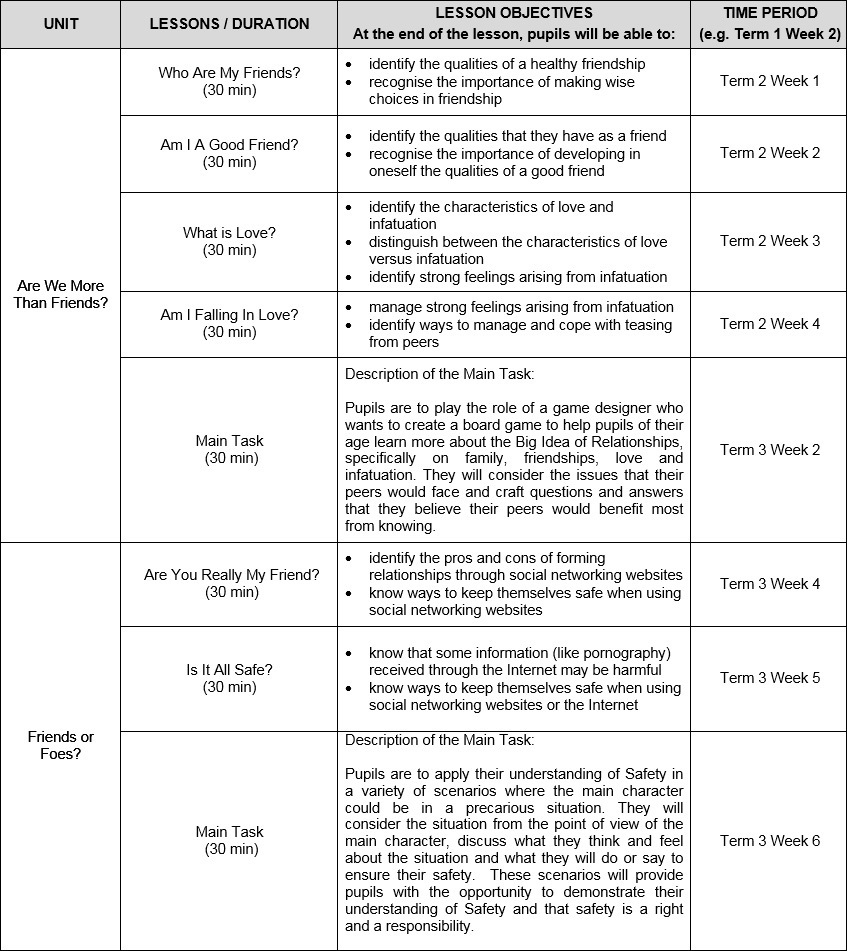 UNIT
LESSONS / DURATION
LESSON OBJECTIVES
At the end of the lesson, pupils will be able to:
TIME PERIOD
(e.g. Term 1 Week 2)
Are We More
Than Friends?
Who Are My Friends?
(30 min)
• identify the qualities of a healthy friendship
• recognise the importance of making wise
choices in friendship
Term 2 Week 1
Am I A Good Friend?
(30 min)
• identify the qualities that they have as a friend
• recognise the importance of developing in
oneself the qualities of a good friend
Term 2 Week 2
What is Love?
(30 min)
• identify the characteristics of love and
infatuation
• distinguish between the characteristics of love
versus infatuation
• identify strong feelings arising from infatuation
Term 2 Week 3
Am I Falling In Love?
(30 min)
• manage strong feelings arising from infatuation
• identify ways to manage and cope with teasing
from peers
Term 2 Week 4
Main Task
(30 min)
Description of the Main Task:
Pupils are to play the role of a game designer who
wants to create a board game to help pupils of their
age learn more about the Big Idea of Relationships,
specifically on family, friendships, love and
infatuation. They will consider the issues that their
peers would face and craft questions and answers
that they believe their peers would benefit most
from knowing.
Term 3 Week 2
Friends or
Foes?
Are You Really My Friend?
(30 min)
• identify the pros and cons of forming
relationships through social networking websites
• know ways to keep themselves safe when using
social networking websites
Term 3 Week 4
Is It All Safe?
(30 min)
• know that some information (like pornography)
received through the Internet may be harmful
• know ways to keep themselves safe when using
social networking websites or the Internet
Term 3 Week 5
Main Task
(30 min)
Description of the Main Task:
Pupils are to apply their understanding of Safety in
a variety of scenarios where the main character
could be in a precarious situation. They will
consider the situation from the point of view of the
main character, discuss what they think and feel
about the situation and what they will do or say to
ensure their safety. These scenarios will provide
pupils with the opportunity to demonstrate their
understanding of Safety and that safety is a right
and a responsibility.
Term 3 Week 6